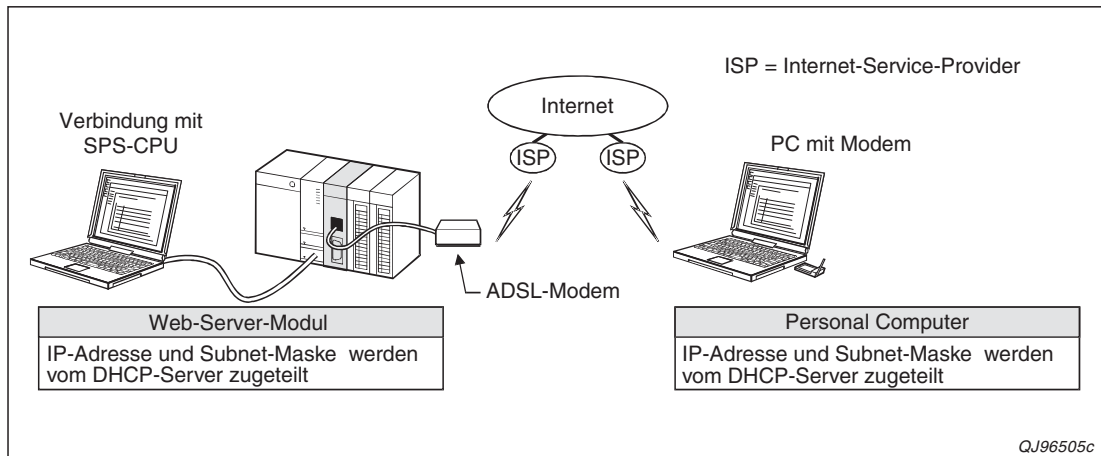 ISP = Internet-Service-Provider
Internet
Verbindung mit
SPS-CPU
ISP
ISP
PC mit Modem
ADSL-Modem
Web-Server-Modul
IP-Adresse und Subnet-Maske werden
vom DHCP-Server zugeteilt
Personal Computer
IP-Adresse und Subnet-Maske werden
vom DHCP-Server zugeteilt
QJ96505c